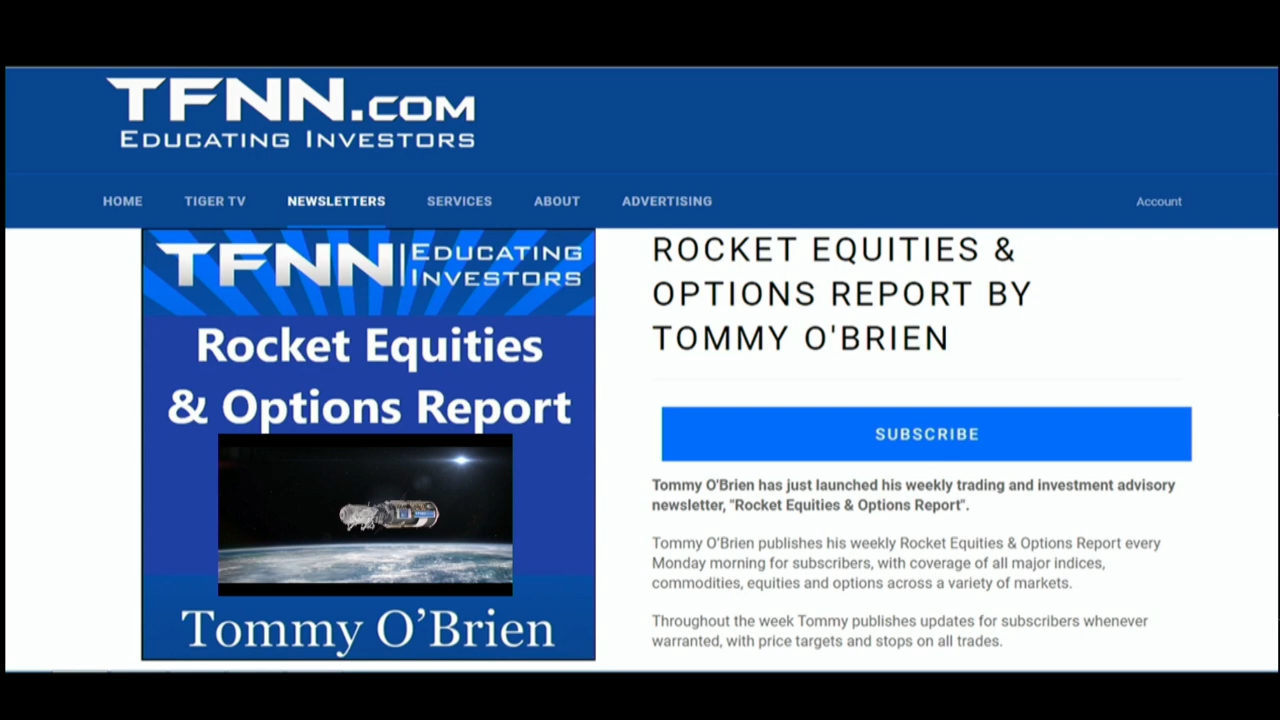 TFNN.COM
EDUCATING INVESTORS
HOME TIGER TV NEWSLETTERS SERVICES ABOUT ADVERTISING Account
TFNN EDUCATING INVESTORS
Rocket Equities
& Options Report
Tommy O’Brien
ROCKET EQUITIES &
OPTIONS REPORT BY
TOMMY O'BRIEN
SUBSCRIBE
Tommy O'Brien has just launched his weekly trading and investment advisory
newsletter, "Rocket Equities & Options Report".
Tommy O’Brien publishes his weekly Rocket Equities & Options Report every
Monday morning for subscribers, with coverage of all major indices,
commodities, equities and options across a variety of markets.
Throughout the week Tommy publishes updates for subscribers whenever
warranted, with price targets and stops on all trades.